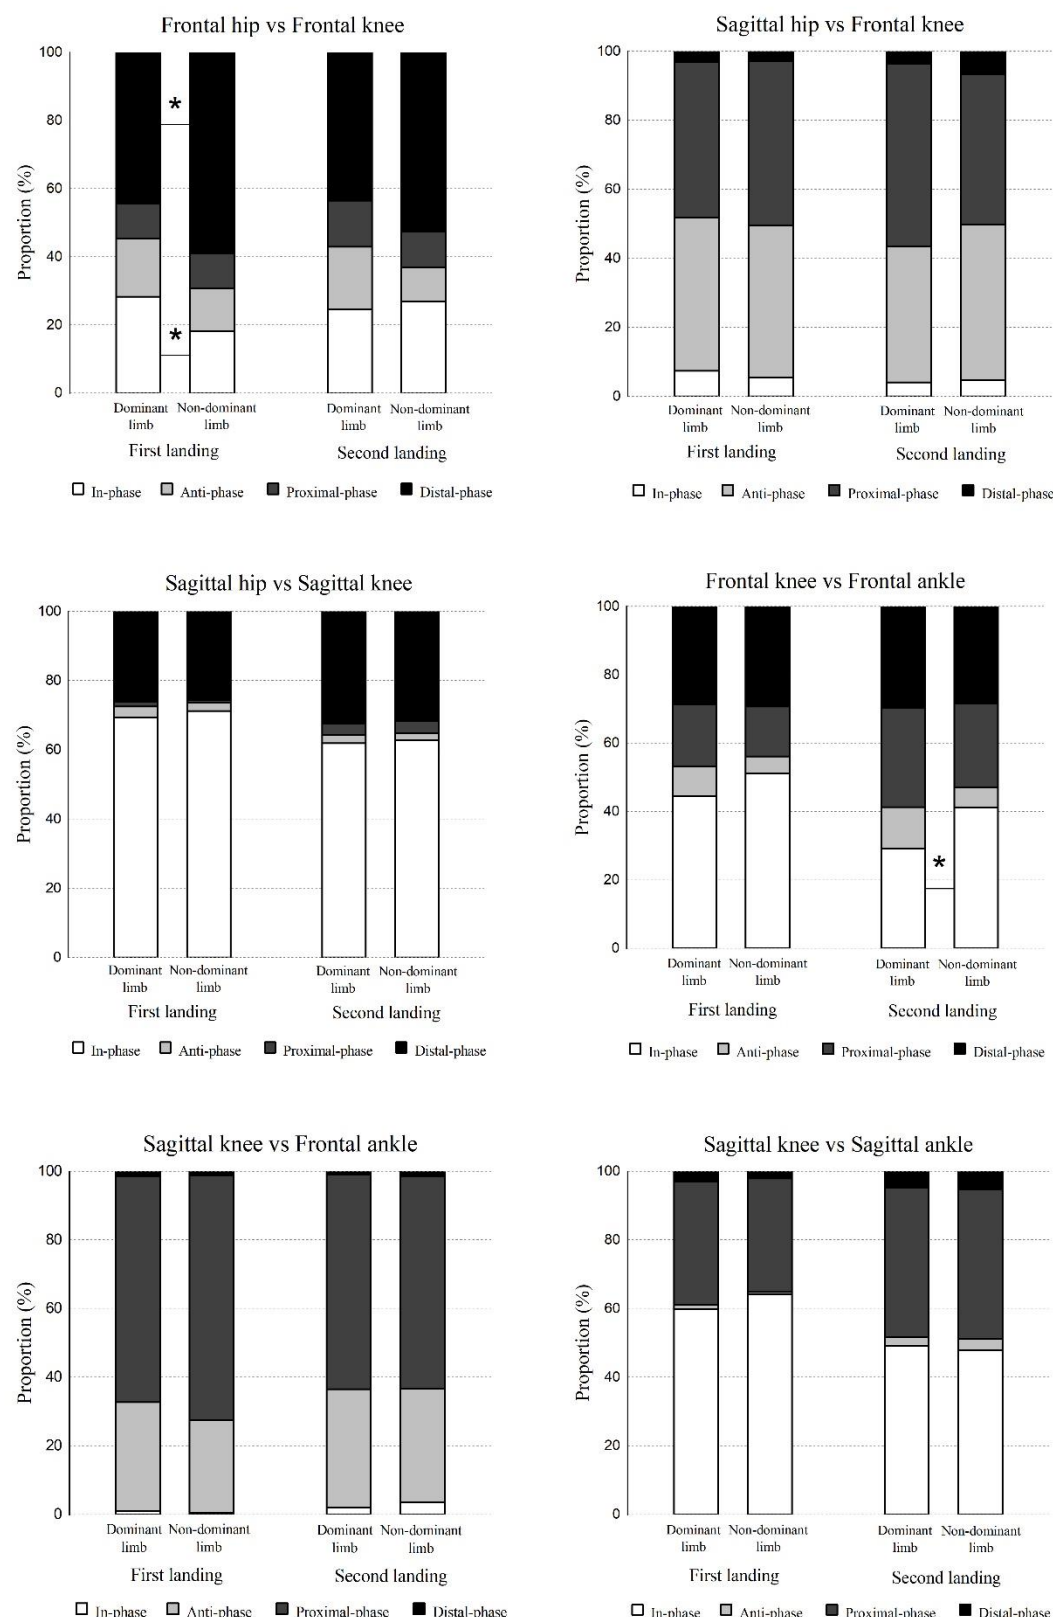 Frontal hip vs Frontal knee
Proportion (%)
100
80
60
40
20
0
*
*
Dominant limb Non-dominant limb Dominant limb Non-dominant limb
First landing Second landing
In-phase Anti-phase Proximal-phase Distal-phase
Sagittal hip vs Frontal knee
Proportion (%)
100
80
60
40
20
0
Dominant limb Non-dominant limb Dominant limb Non-dominant limb
First landing Second landing
In-phase Anti-phase Proximal-phase Distal-phase
Sagittal hip vs Sagittal knee
Proportion (%)
100
80
60
40
20
0
Dominant limb Non-dominant limb Dominant limb Non-dominant limb
First landing Second landing
In-phase Anti-phase Proximal-phase Distal-phase
Frontal knee vs Frontal ankle
Proportion (%)
100
80
60
40
20
0
*
Dominant limb Non-dominant limb Dominant limb Non-dominant limb
First landing Second landing
In-phase Anti-phase Proximal-phase Distal-phase
Sagittal knee vs Frontal ankle
Proportion (%)
100
80
60
40
20
0
Dominant limb Non-dominant limb Dominant limb Non-dominant limb
First landing Second landing
In-phase Anti-phase Proximal-phase Distal-phase
Sagittal knee vs Sagittal ankle
Proportion (%)
100
80
60
40
20
0
Dominant limb Non-dominant limb Dominant limb Non-dominant limb
First landing Second landing
In-phase Anti-phase Proximal-phase Distal-phase